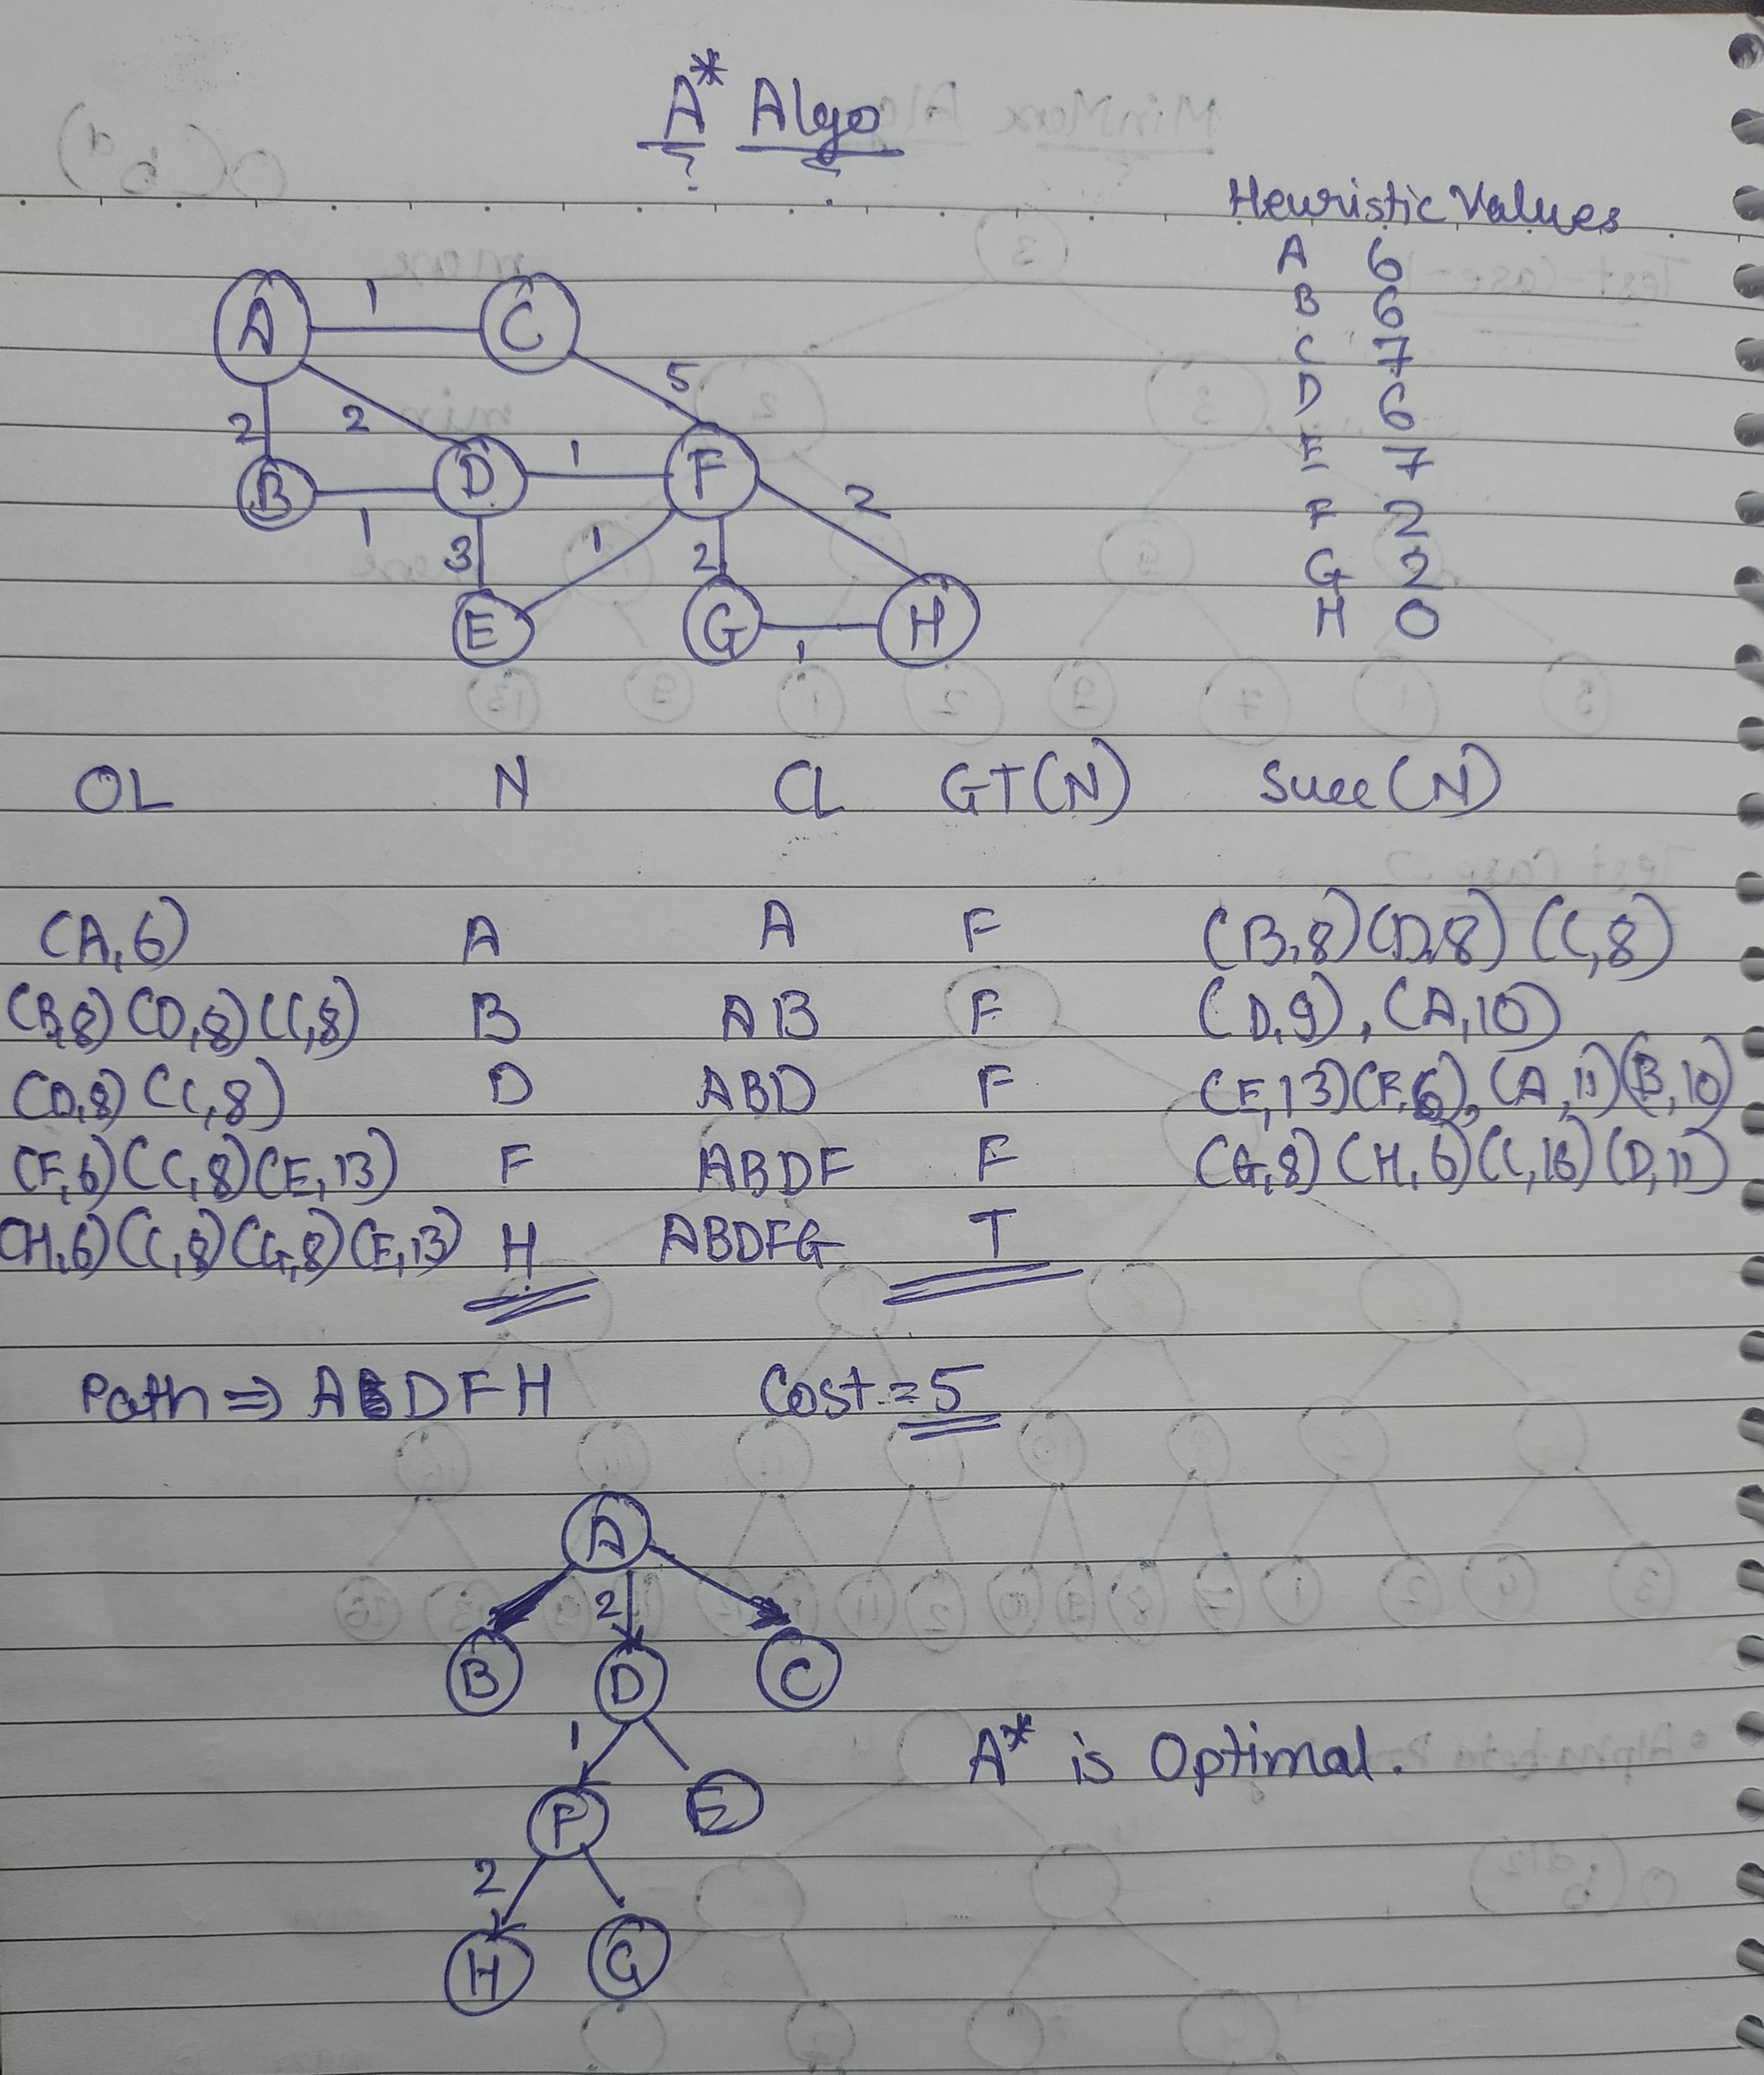 A* Algo
Heuristic Values
A 6
B 6
C 7
D 6
E 7
F 2
G 2
H 0
A 1 C
5
2 2
B 1 D 1 F 2
3 1 2
E G 1 H
OL N CL GT(N) Succ(N)
(A,6) A A F (B,8)(D,8) (C,8)
(B,8) (D,8) (C,8) B AB F (D,9), (A,10)
(D,8) (C,8) D ABD F (E,13)(F,6), (A,11)(B,10)
(F,6)(C,8)(E,13) F ABDF F (G,8) (H,6)(C,16) (D,11)
(H,6)(C,8)(G,8)(E,13) H ABDFG T
Path ⇒ A DFH Cost = 5
A
2
B D C
1
A* is Optimal.
F E
2
H G